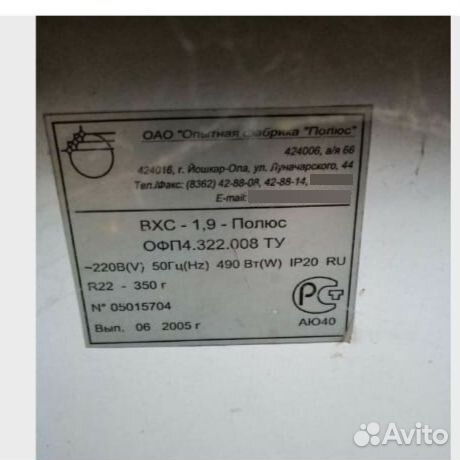 ОАО "Опытная фабрика "Полюс"
424006, а/я 66
424016, г. Йошкар-Ола, ул. Луначарского, 44
Тел./Факс: (8362) 42-88-08, 42-88-14,
E-mail:
ВХС - 1,9 - Полюс
ОФП4.322.008 ТУ
~220В(V) 50Гц(Hz) 490 Вт(W) IP20 RU
R22 - 350 г
N° 05015704
Вып. 06 2005 г
РСТ
АЮ40
Avito